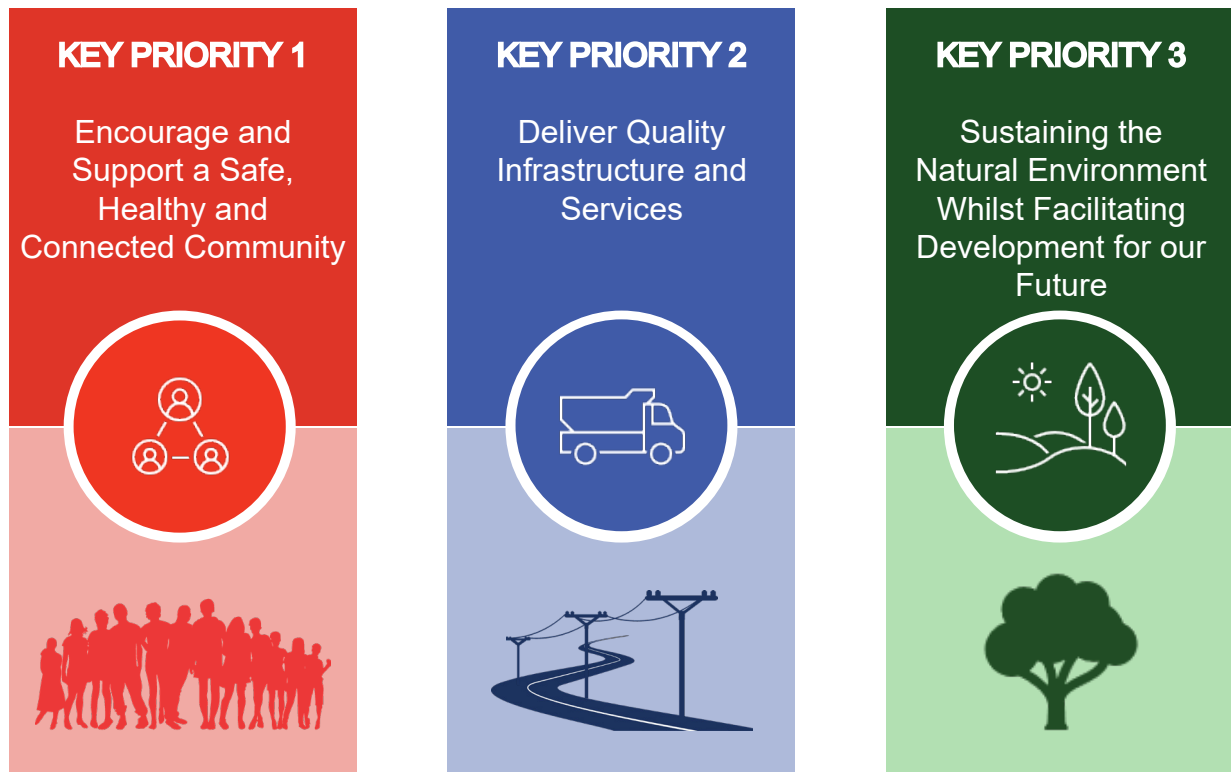 KEY PRIORITY 1
Encourage and
Support a Safe,
Healthy and
Connected Community
KEY PRIORITY 2
Deliver Quality
Infrastructure and
Services
KEY PRIORITY 3
Sustaining the
Natural Environment
Whilst Facilitating
Development for our
Future